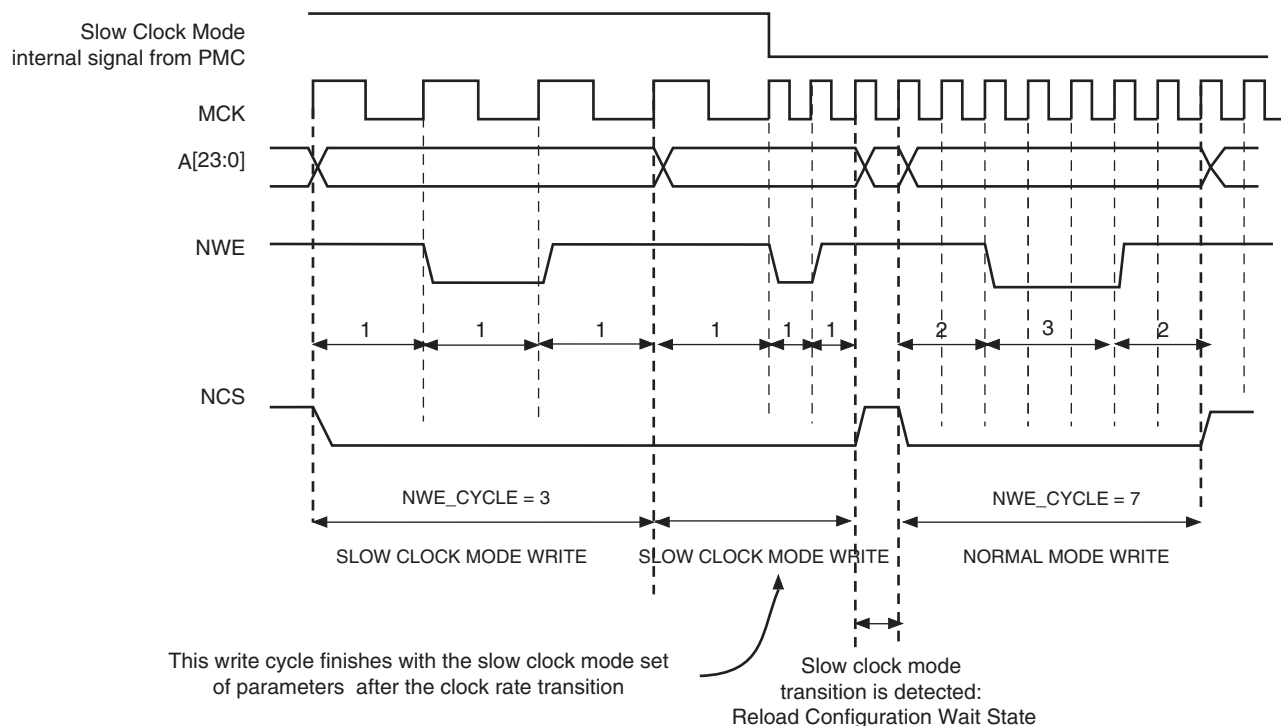 Slow Clock Mode
internal signal from PMC
MCK
A[23:0]
NWE
1 1 1 1 1 1 2 3 2
NCS
NWE_CYCLE = 3 NWE_CYCLE = 7
SLOW CLOCK MODE WRITE SLOW CLOCK MODE WRITE NORMAL MODE WRITE
This write cycle finishes with the slow clock mode set
of parameters after the clock rate transition
Slow clock mode
transition is detected:
Reload Configuration Wait State